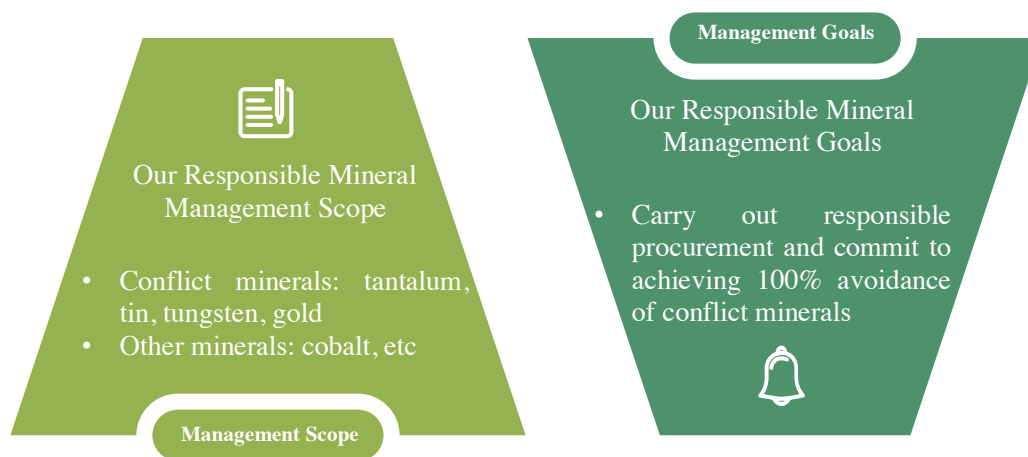 Our Responsible Mineral
Management Scope
• Conflict minerals: tantalum,
tin, tungsten, gold
• Other minerals: cobalt, etc
Management Scope
Management Goals
Our Responsible Mineral
Management Goals
• Carry out responsible
procurement and commit to
achieving 100% avoidance
of conflict minerals